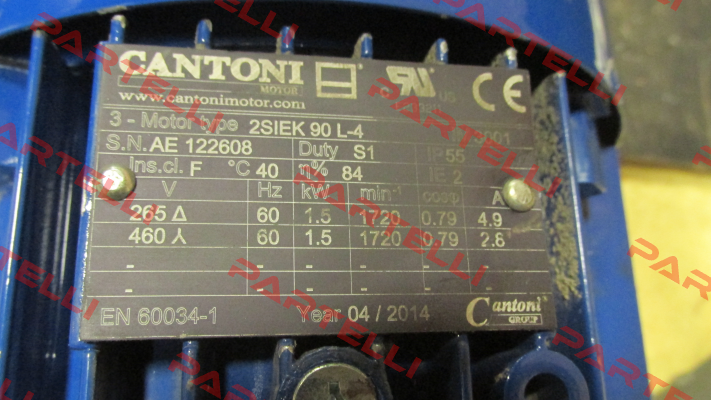 CANTONI
MOTOR
www.cantonimotor.com
C US
CE
3 - Motor type 2SIEK 90 L-4
S.N. AE 122608 Duty S1 IP 55
Ins.cl. F °C 40 η% 84 IE 2
V Hz kW min⁻¹ cosφ A
265 Δ 60 1.5 1720 0.79 4.9
460 ⅄ 60 1.5 1720 0.79 2.8
- - - - - -
- - - - - -
EN 60034-1 Year 04 / 2014 Cantoni®
GROUP
PARTELLI
PARTELLI
PARTELLI
PARTELLI
PARTELLI